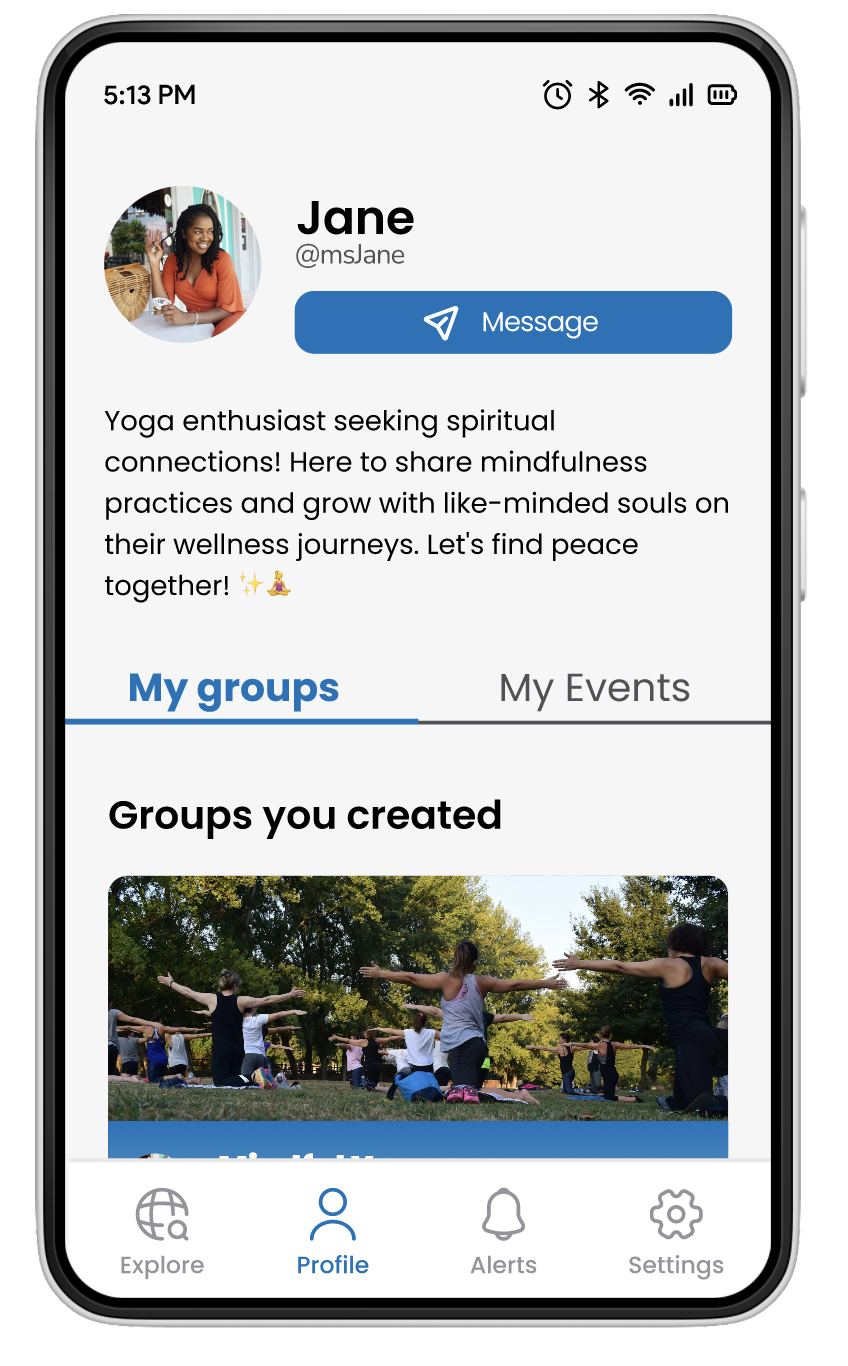 5:13 PM
Jane
@msJane
Message
Yoga enthusiast seeking spiritual
connections! Here to share mindfulness
practices and grow with like-minded souls on
their wellness journeys. Let's find peace
together! ✨🧘‍♀️
My groups
My Events
Groups you created
Explore
Profile
Alerts
Settings